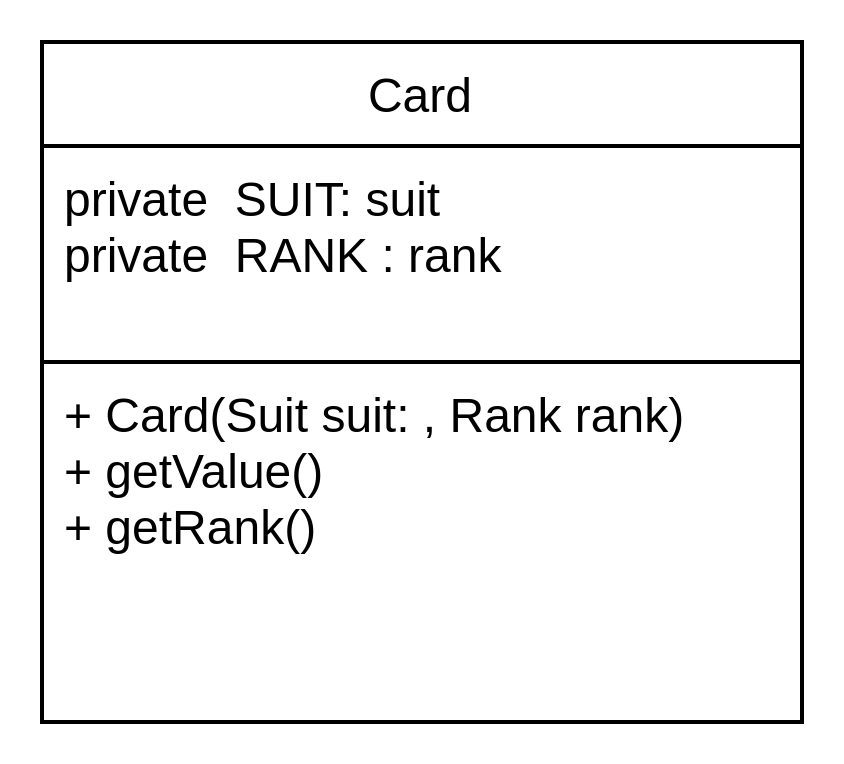 Card
private  SUIT: suit
private  RANK : rank
+ Card(Suit suit: , Rank rank)
+ getValue()
+ getRank()